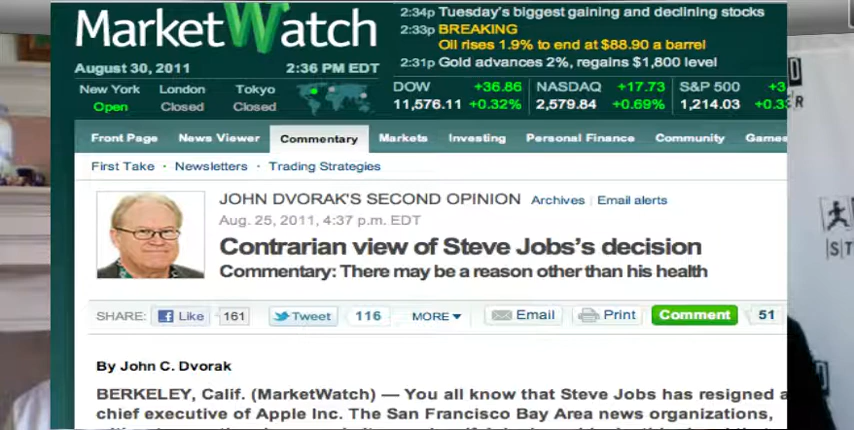 MarketWatch
2:34p Tuesday's biggest gaining and declining stocks
2:33p BREAKING
Oil rises 1.9% to end at $88.90 a barrel
2:31p Gold advances 2%, regains $1,800 level
August 30, 2011 2:36 PM EDT
New York London Tokyo
Open Closed Closed
DOW +36.86 NASDAQ +17.73 S&P 500 +3
11,576.11 +0.32% 2,579.84 +0.69% 1,214.03 +0.3
Front Page News Viewer Commentary Markets Investing Personal Finance Community Games
First Take · Newsletters · Trading Strategies
JOHN DVORAK'S SECOND OPINION Archives | Email alerts
Aug. 25, 2011, 4:37 p.m. EDT
Contrarian view of Steve Jobs's decision
Commentary: There may be a reason other than his health
SHARE: Like 161 Tweet 116 MORE Email Print Comment 51
By John C. Dvorak
BERKELEY, Calif. (MarketWatch) — You all know that Steve Jobs has resigned a
chief executive of Apple Inc. The San Francisco Bay Area news organizations,